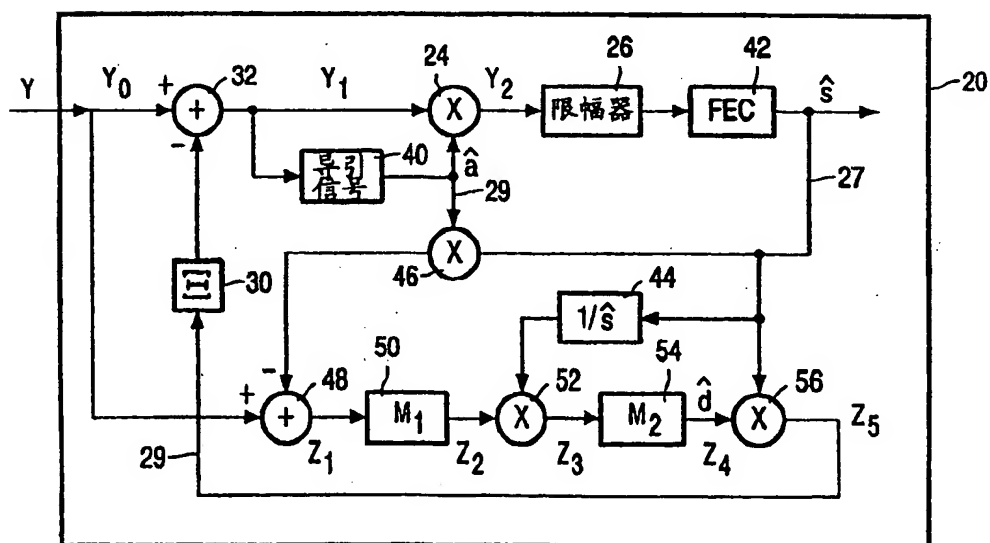 20
Y
Y₀
+
32
+
-
Y₁
24
X
Y₂
26
限幅器
42
FEC
ŝ
导引
信号
40
â
29
27
X
46
Ξ
30
44
1/ŝ
-
+
48
+
Z₁
50
M₁
Z₂
52
X
Z₃
54
M₂
d̂
Z₄
56
X
Z₅
29